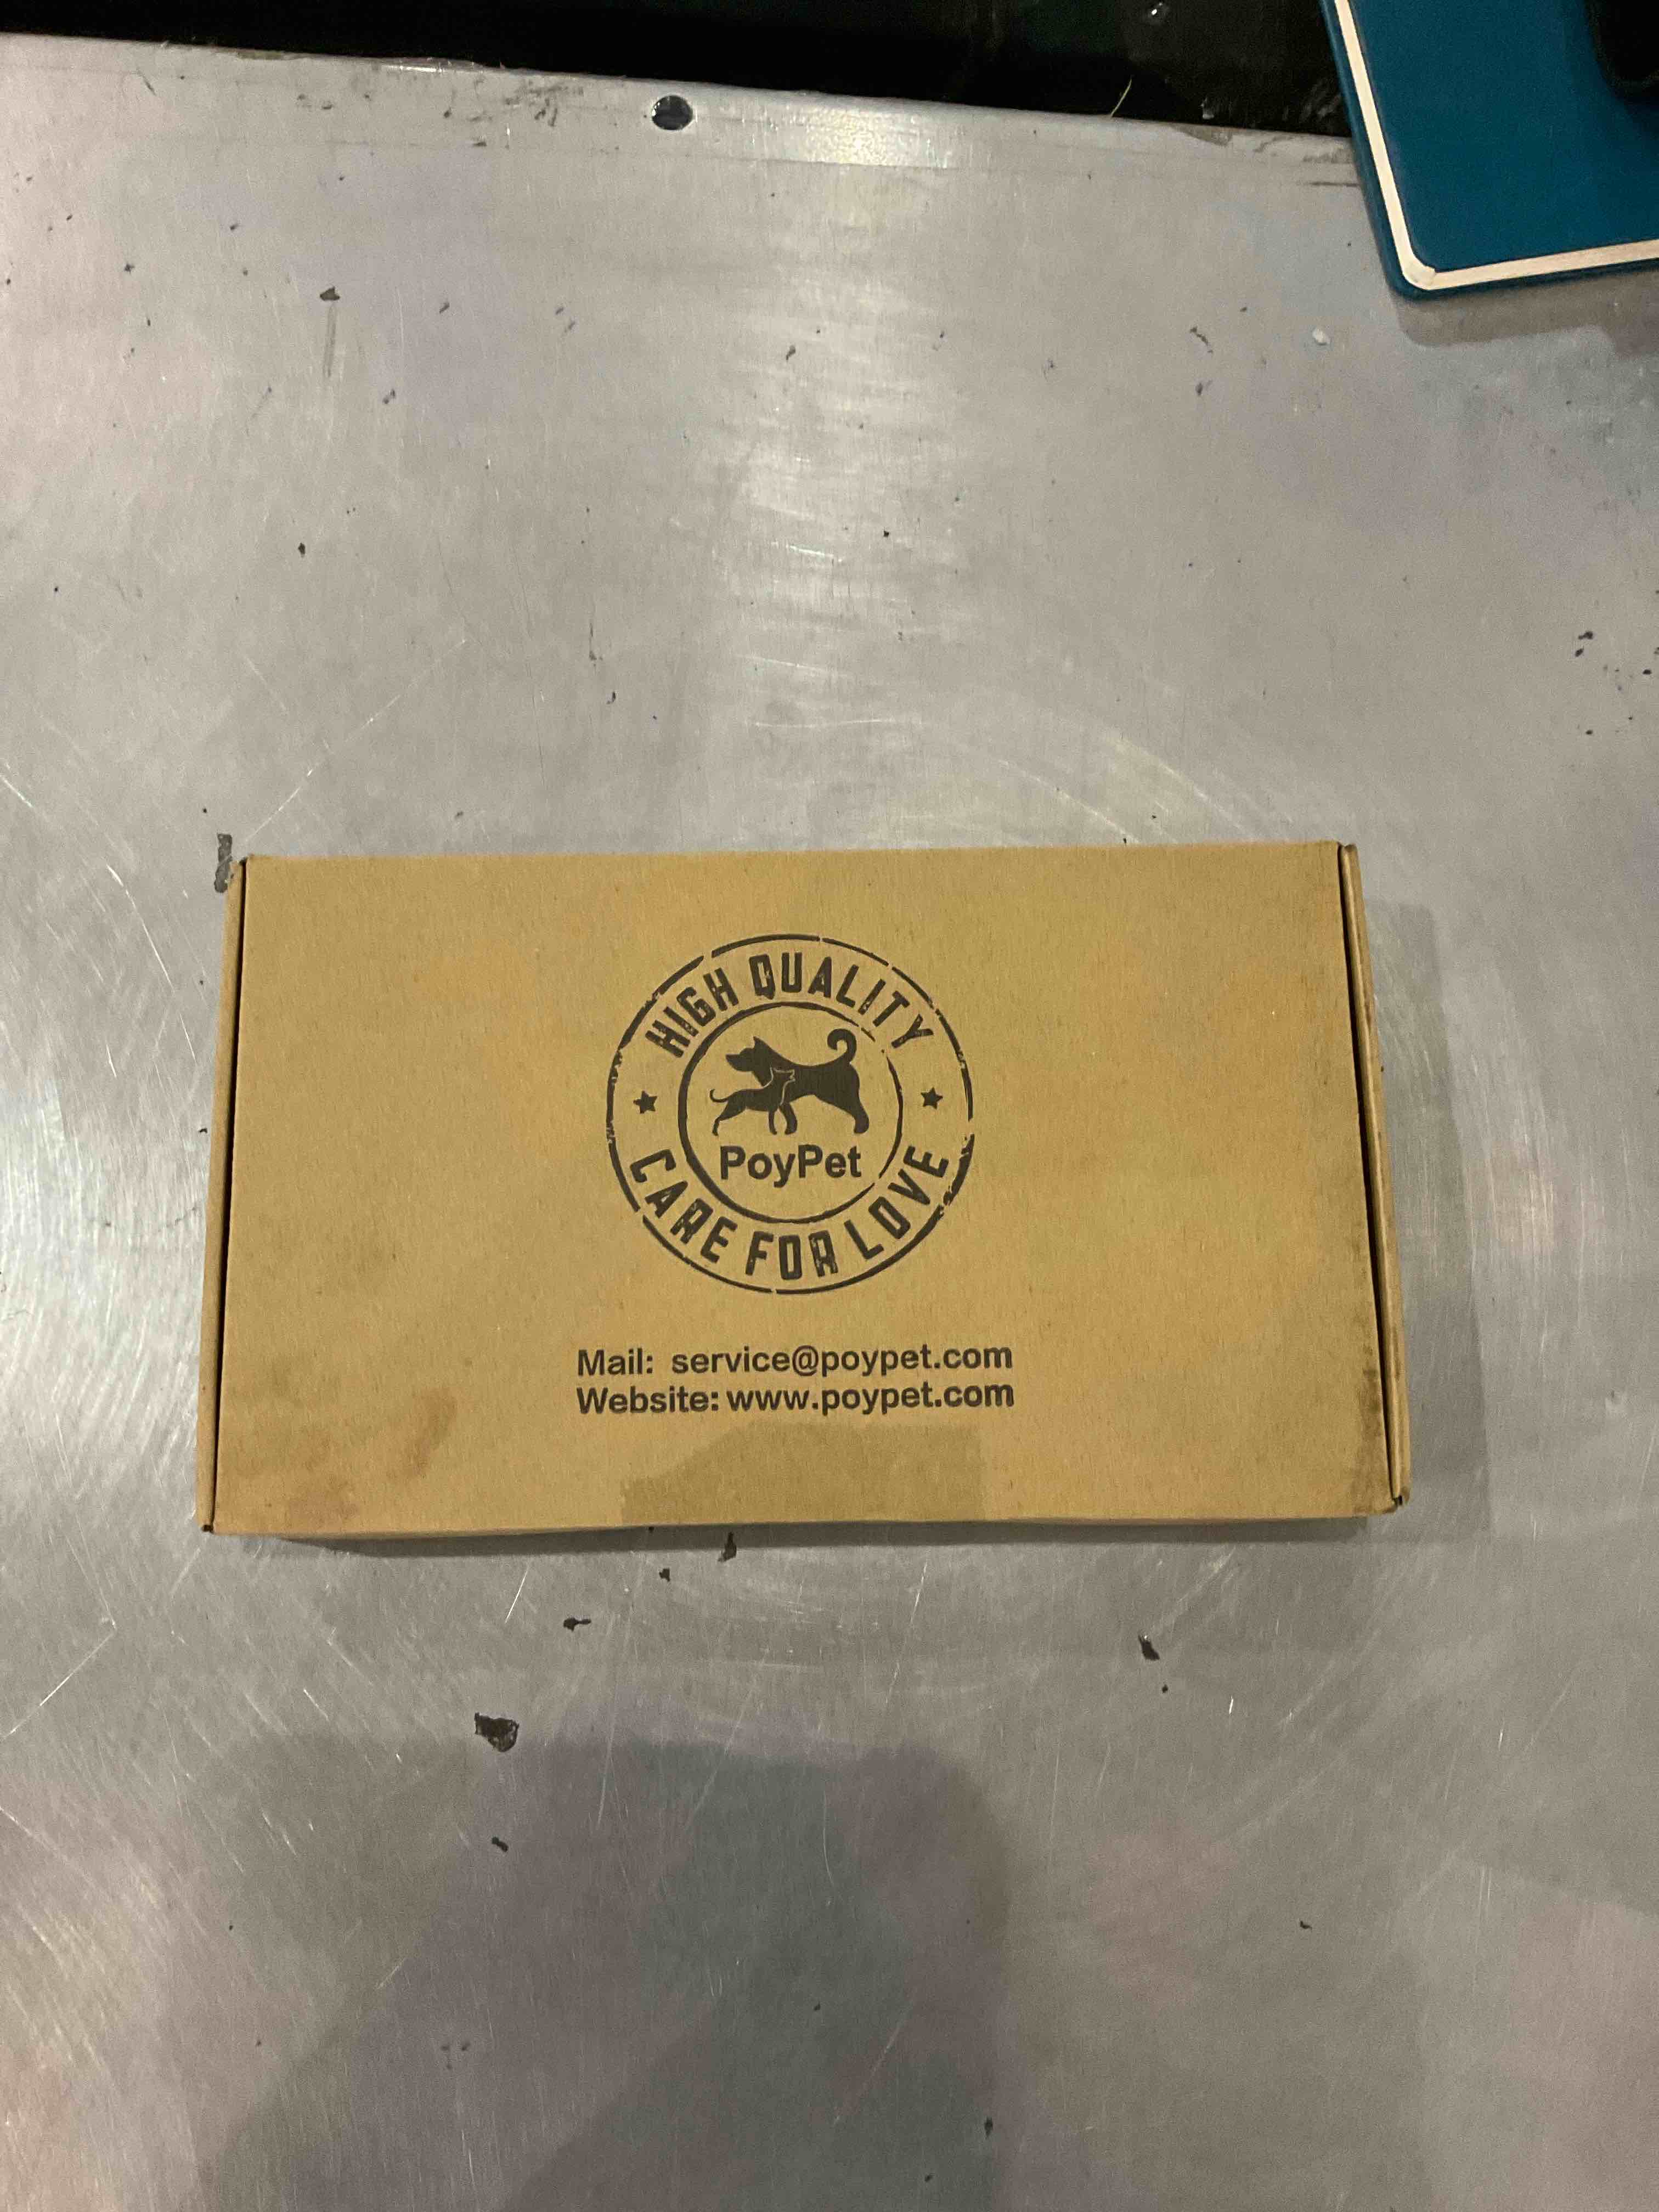 HIGH QUALITY
PoyPet
CARE FOR LOVE
Mail: service@poypet.com
Website: www.poypet.com